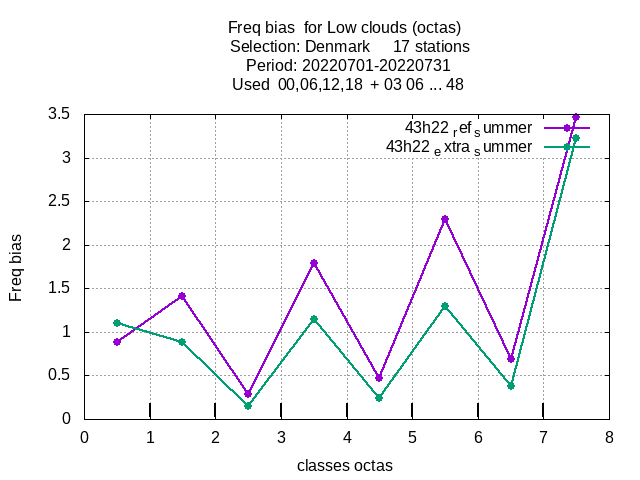 Freq bias  for Low clouds (octas)
Selection: Denmark     17 stations
Period: 20220701-20220731
Used  00,06,12,18  + 03 06 ... 48
43h22 ref summer
43h22 extra summer
3.5
3
2.5
2
1.5
1
0.5
0
Freq bias
0 1 2 3 4 5 6 7 8
classes octas